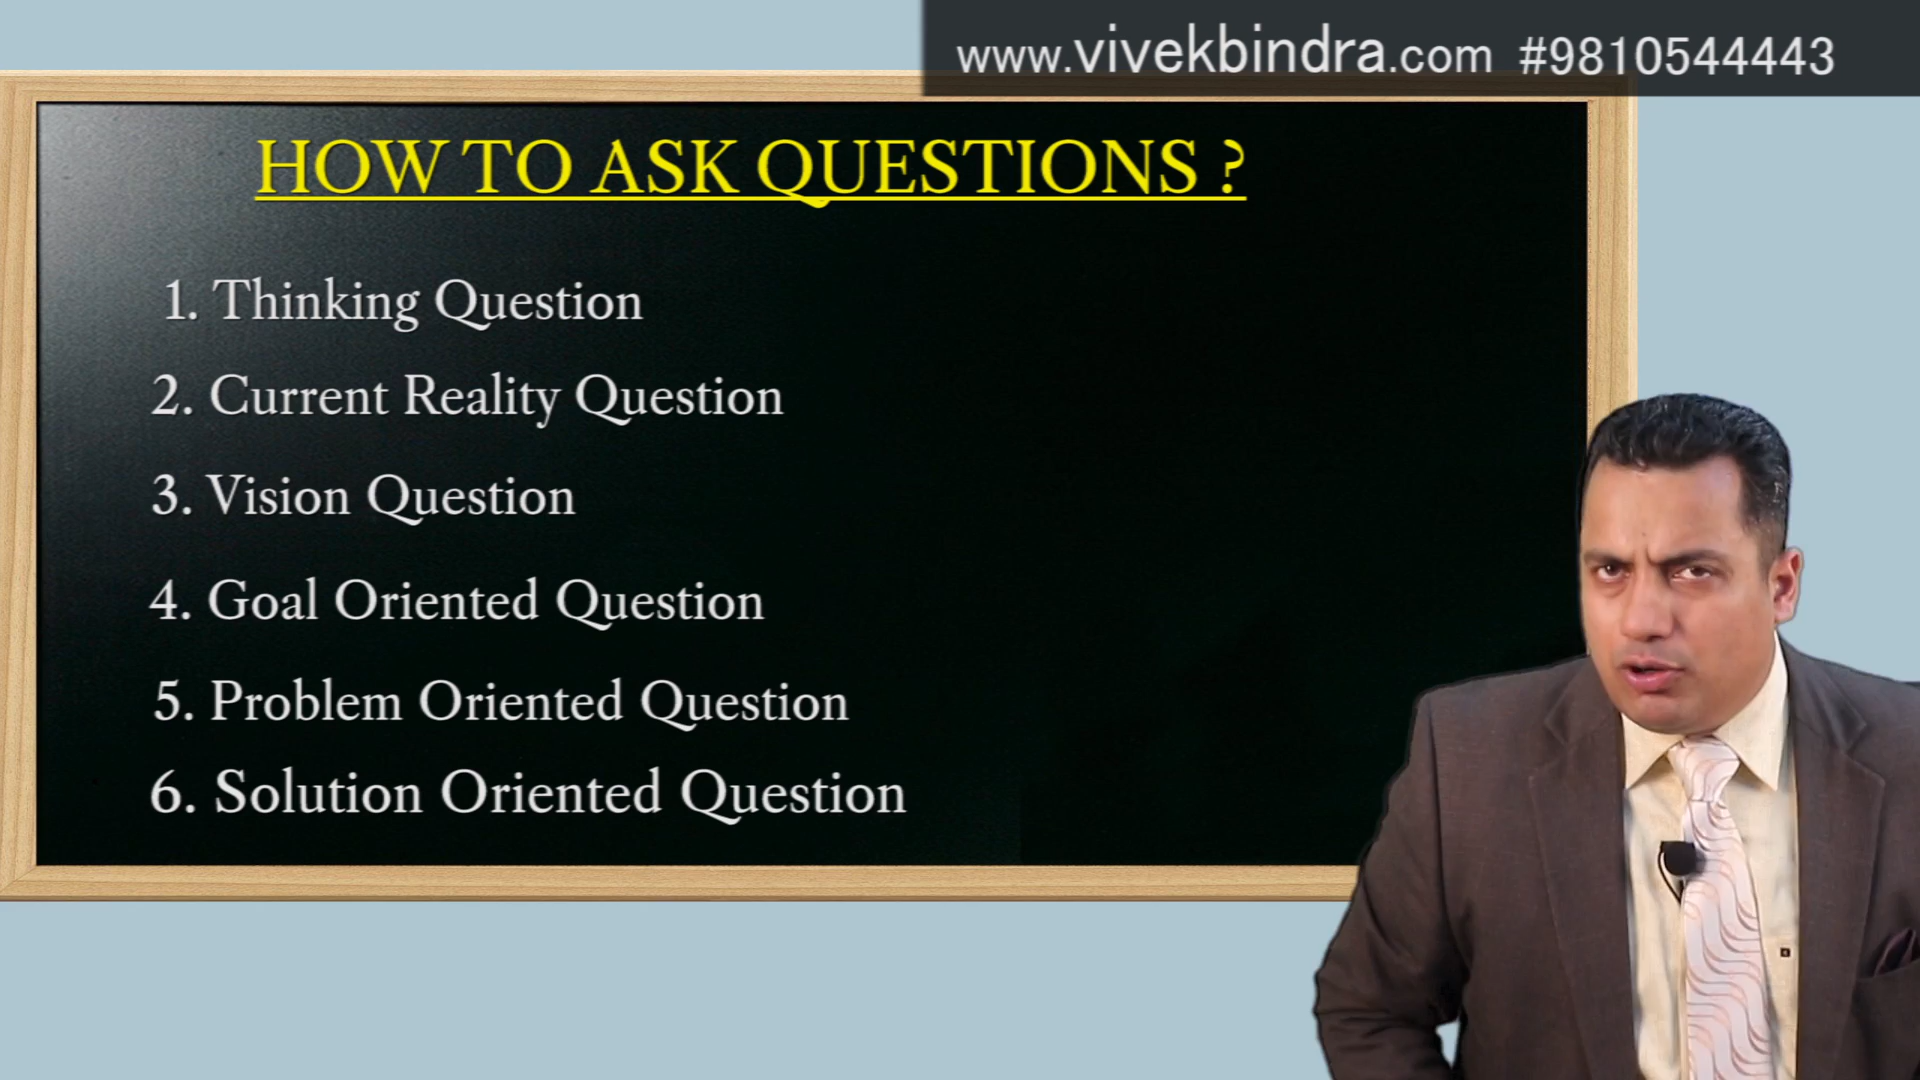 www.vivekbindra.com #9810544443
HOW TO ASK QUESTIONS ?
1. Thinking Question
2. Current Reality Question
3. Vision Question
4. Goal Oriented Question
5. Problem Oriented Question
6. Solution Oriented Question